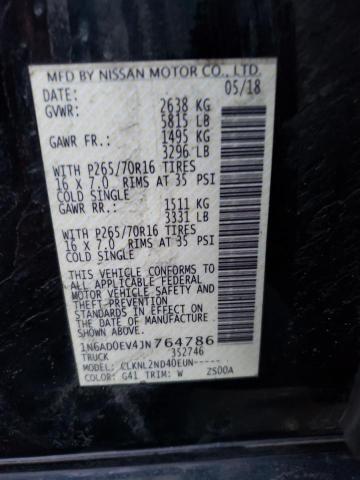 MFD BY NISSAN MOTOR CO., LTD.
DATE: 05/18
GVWR: 2638 KG
5815 LB
GAWR FR.: 1495 KG
3296 LB
WITH P265/70R16 TIRES
16 X 7.0 RIMS AT 35 PSI
COLD SINGLE
GAWR RR.: 1511 KG
3331 LB
WITH P265/70R16 TIRES
16 X 7.0 RIMS AT 35 PSI
COLD SINGLE
THIS VEHICLE CONFORMS TO
ALL APPLICABLE FEDERAL
MOTOR VEHICLE SAFETY AND
THEFT-PREVENTION
STANDARDS IN EFFECT ON
THE DATE OF MANUFACTURE
SHOWN ABOVE.
1N6AD0EV4JN764786
TRUCK 352746
MODEL: CLKNL2ND40EUN----
COLOR: G41 TRIM: W ZS00A